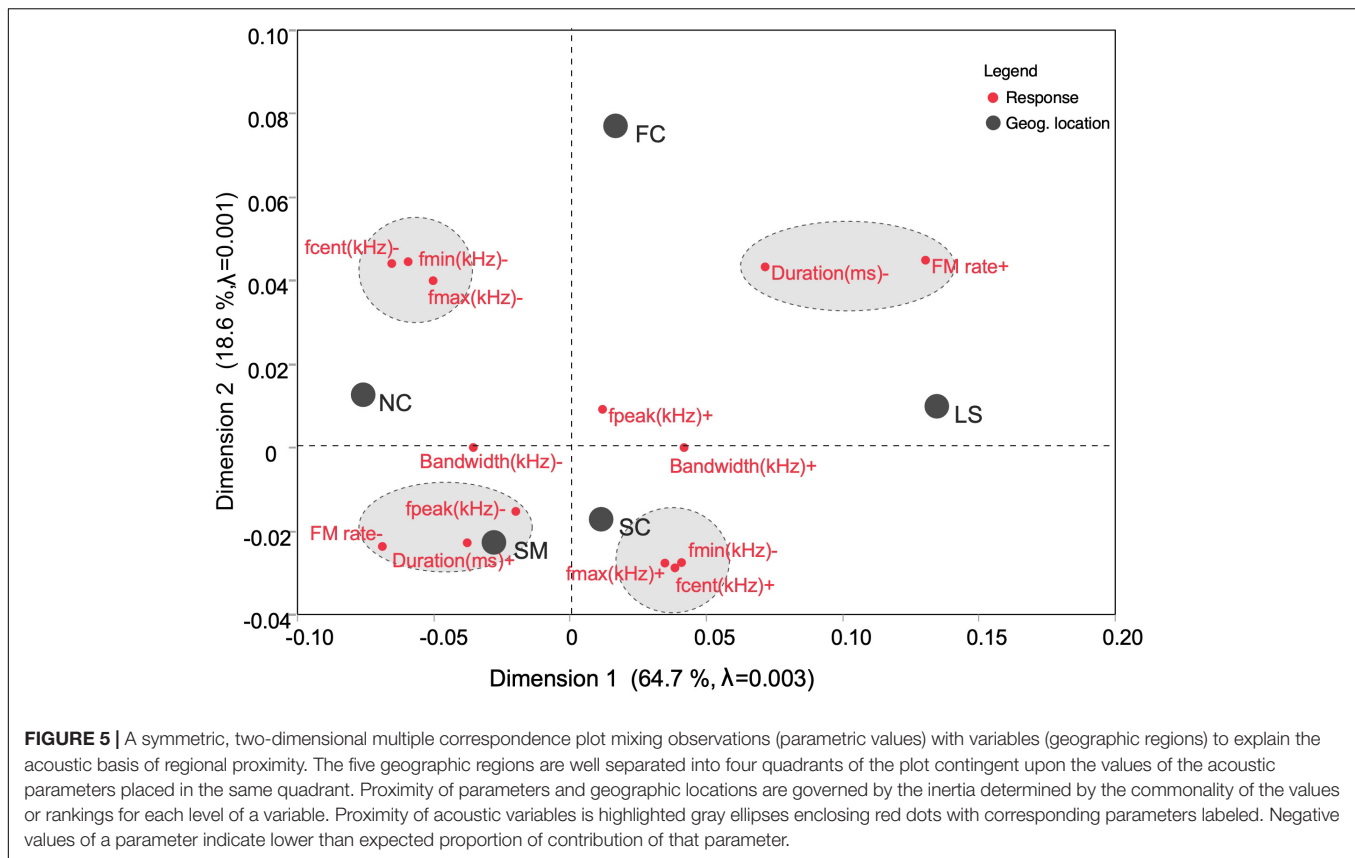 0.10
Legend
Response
Geog. location
0.08
FC
0.06
fcent(kHz)-
fmin(kHz)-
fmax(kHz)-
Duration(ms)-
FM rate+
0.04
0.02
NC
LS
fpeak(kHz)+
0
Bandwidth(kHz)-
Bandwidth(kHz)+
fpeak(kHz)-
SC
-0.02
FM rate-
Duration(ms)+
SM
fmin(kHz)-
fmax(kHz)+
fcent(kHz)+
-0.04
Dimension 2 (18.6 %,λ=0.001)
-0.10 -0.05 0 0.05 0.10 0.15 0.20
Dimension 1 (64.7 %, λ=0.003)
FIGURE 5 | A symmetric, two-dimensional multiple correspondence plot mixing observations (parametric values) with variables (geographic regions) to explain the
acoustic basis of regional proximity. The five geographic regions are well separated into four quadrants of the plot contingent upon the values of the acoustic
parameters placed in the same quadrant. Proximity of parameters and geographic locations are governed by the inertia determined by the commonality of the values
or rankings for each level of a variable. Proximity of acoustic variables is highlighted gray ellipses enclosing red dots with corresponding parameters labeled. Negative
values of a parameter indicate lower than expected proportion of contribution of that parameter.